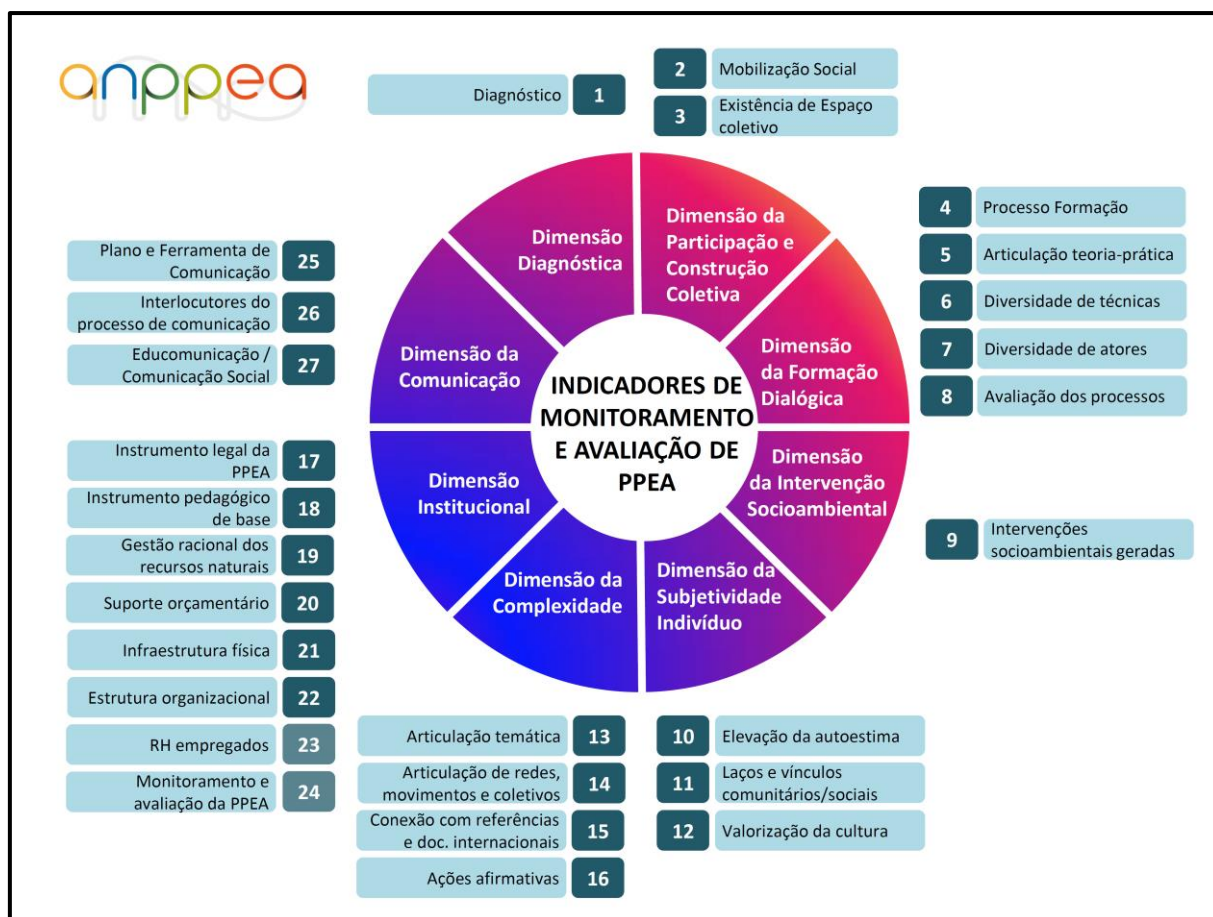 anppea
Diagnóstico
1
2
Mobilização Social
3
Existência de Espaço
coletivo
4
Processo Formação
5
Articulação teoria-prática
6
Diversidade de técnicas
7
Diversidade de atores
8
Avaliação dos processos
9
Intervenções
socioambientais geradas
10
Elevação da autoestima
11
Laços e vínculos
comunitários/sociais
12
Valorização da cultura
Articulação temática
13
Articulação de redes,
movimentos e coletivos
14
Conexão com referências
e doc. internacionais
15
Ações afirmativas
16
Instrumento legal da
PPEA
17
Instrumento pedagógico
de base
18
Gestão racional dos
recursos naturais
19
Suporte orçamentário
20
Infraestrutura física
21
Estrutura organizacional
22
RH empregados
23
Monitoramento e
avaliação da PPEA
24
Plano e Ferramenta de
Comunicação
25
Interlocutores do
processo de comunicação
26
Educomunicação /
Comunicação Social
27
Dimensão
Diagnóstica
Dimensão da
Participação e
Construção
Coletiva
Dimensão
da Formação
Dialógica
Dimensão
da Intervenção
Socioambiental
Dimensão da
Subjetividade
Indivíduo
Dimensão da
Complexidade
Dimensão
Institucional
Dimensão da
Comunicação
INDICADORES DE
MONITORAMENTO
E AVALIAÇÃO DE
PPEA